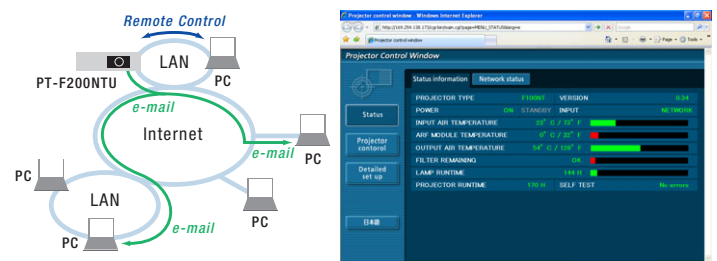 Remote Control
LAN
PT-F200NTU
PC
e-mail
Internet
e-mail
PC
PC
LAN
PC
e-mail
PC
Projector control window - Windows Internet Explorer
Projector control window
Page
Tools
Projector Control Window
Status information
Network status
PROJECTOR TYPE F100NT VERSION 0.34
POWER ON STANDBY INPUT NETWORK
INPUT AIR TEMPERATURE 23° C / 73° F
ARF MODULE TEMPERATURE 0° C / 32° F
OUTPUT AIR TEMPERATURE 54° C / 129° F
FILTER REMAINING OK
LAMP RUNTIME 144 H
PROJECTOR RUNTIME 170 H SELF TEST No errors
Status
Projector
contorol
Detailed
set up
日本語